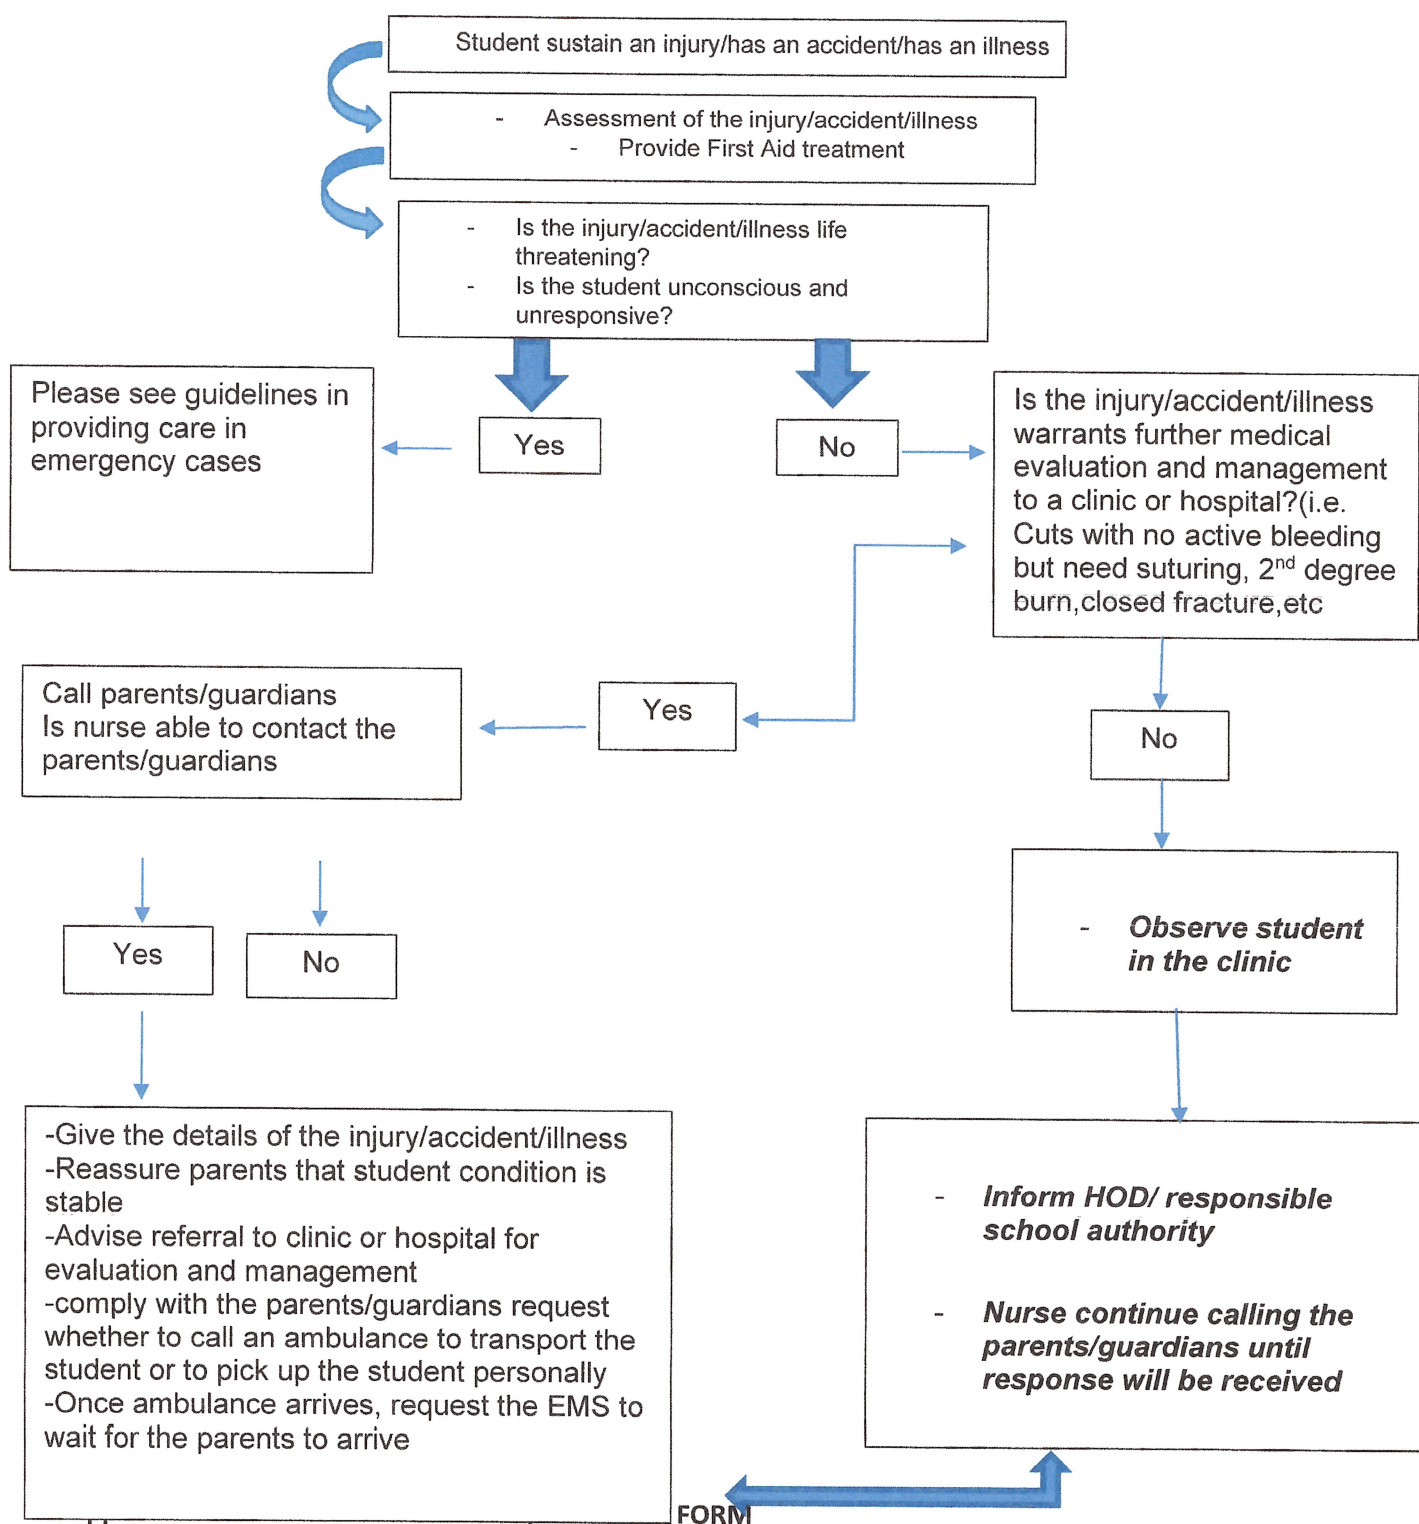 Student sustain an injury/has an accident/has an illness
- Assessment of the injury/accident/illness
- Provide First Aid treatment
- Is the injury/accident/illness life
threatening?
- Is the student unconscious and
unresponsive?
Please see guidelines in
providing care in
emergency cases
Yes
No
Is the injury/accident/illness
warrants further medical
evaluation and management
to a clinic or hospital?(i.e.
Cuts with no active bleeding
but need suturing, 2nd degree
burn,closed fracture,etc
Call parents/guardians
Is nurse able to contact the
parents/guardians
Yes
No
Yes
No
- Observe student
in the clinic
-Give the details of the injury/accident/illness
-Reassure parents that student condition is
stable
-Advise referral to clinic or hospital for
evaluation and management
-comply with the parents/guardians request
whether to call an ambulance to transport the
student or to pick up the student personally
-Once ambulance arrives, request the EMS to
wait for the parents to arrive
- Inform HOD/ responsible
school authority
- Nurse continue calling the
parents/guardians until
response will be received
FORM